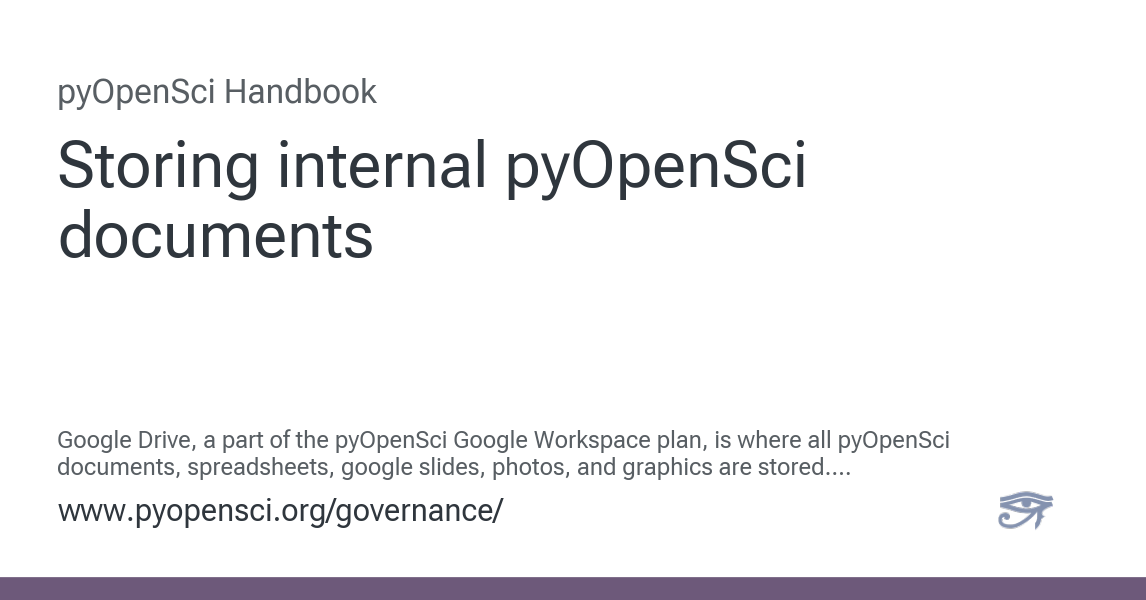 pyOpenSci Handbook
Storing internal pyOpenSci
documents
Google Drive, a part of the pyOpenSci Google Workspace plan, is where all pyOpenSci
documents, spreadsheets, google slides, photos, and graphics are stored....
www.pyopensci.org/governance/